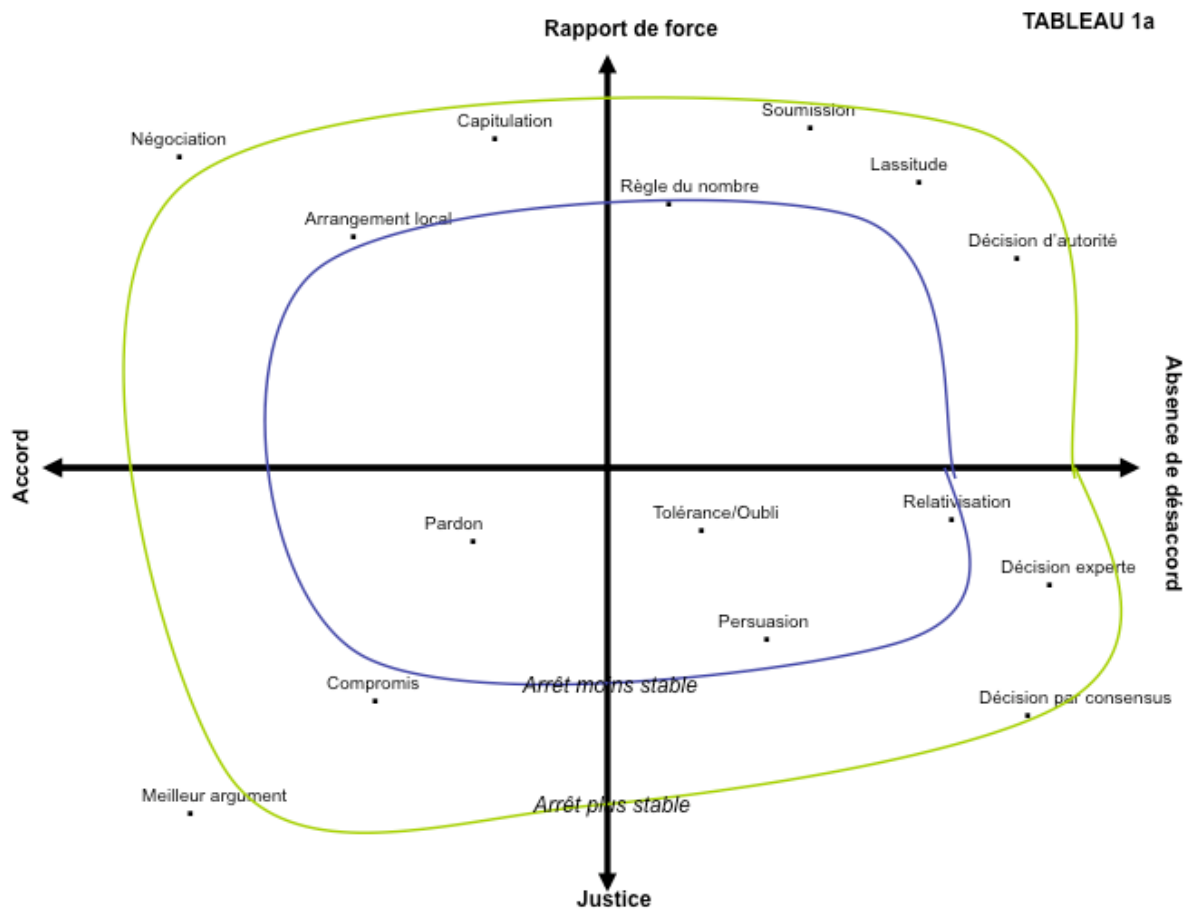 TABLEAU 1a
Rapport de force
Soumission
Capitulation
Négociation
Lassitude
Règle du nombre
Arrangement local
Décision d'autorité
Absence de désaccord
Accord
Relativisation
Tolérance/Oubli
Pardon
Décision experte
Persuasion
Compromis
Arrêt moins stable
Décision par consensus
Meilleur argument
Arrêt plus stable
Justice